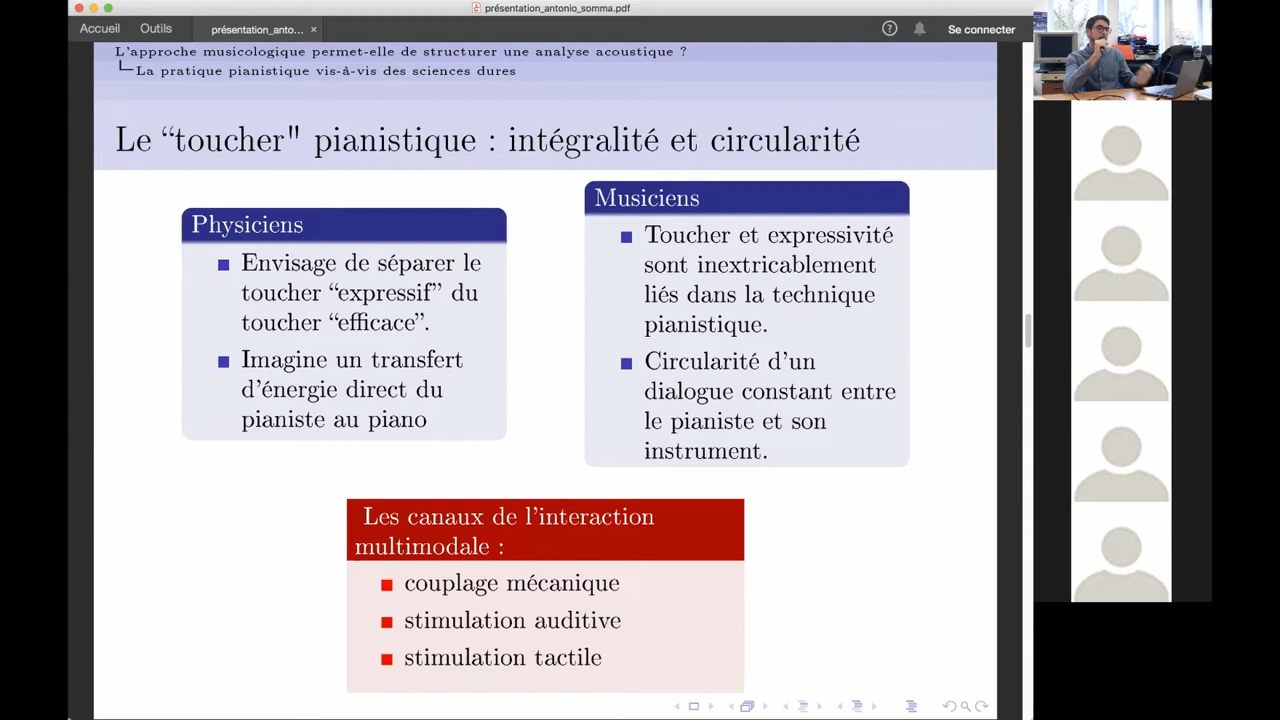 présentation_antonio_somma.pdf
Accueil Outils présentation_anto... × Se connecter
L'approche musicologique permet-elle de structurer une analyse acoustique ?
La pratique pianistique vis-à-vis des sciences dures
Le “toucher" pianistique : intégralité et circularité
Physiciens
Envisage de séparer le
toucher “expressif” du
toucher “efficace”.
Imagine un transfert
d'énergie direct du
pianiste au piano
Musiciens
Toucher et expressivité
sont inextricablement
liés dans la technique
pianistique.
Circularité d'un
dialogue constant entre
le pianiste et son
instrument.
Les canaux de l'interaction
multimodale :
couplage mécanique
stimulation auditive
stimulation tactile